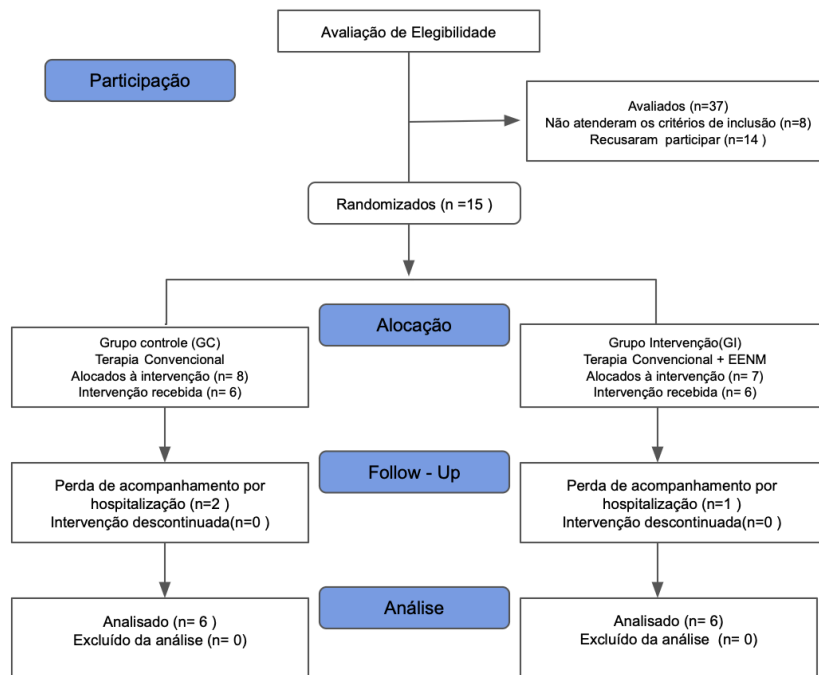 Avaliação de Elegibilidade
Participação
Avaliados (n=37)
Não atenderam os critérios de inclusão (n=8)
Recusaram participar (n=14 )
Randomizados (n =15 )
Alocação
Grupo controle (GC)
Terapia Convencional
Alocados à intervenção (n= 8)
Intervenção recebida (n= 6)
Grupo Intervenção(GI)
Terapia Convencional + EENM
Alocados à intervenção (n= 7)
Intervenção recebida (n= 6)
Follow - Up
Perda de acompanhamento por
hospitalização (n=2 )
Intervenção descontinuada(n=0 )
Perda de acompanhamento por
hospitalização (n=1 )
Intervenção descontinuada(n=0 )
Análise
Analisado (n= 6 )
Excluído da análise (n= 0)
Analisado (n= 6)
Excluído da análise (n= 0)